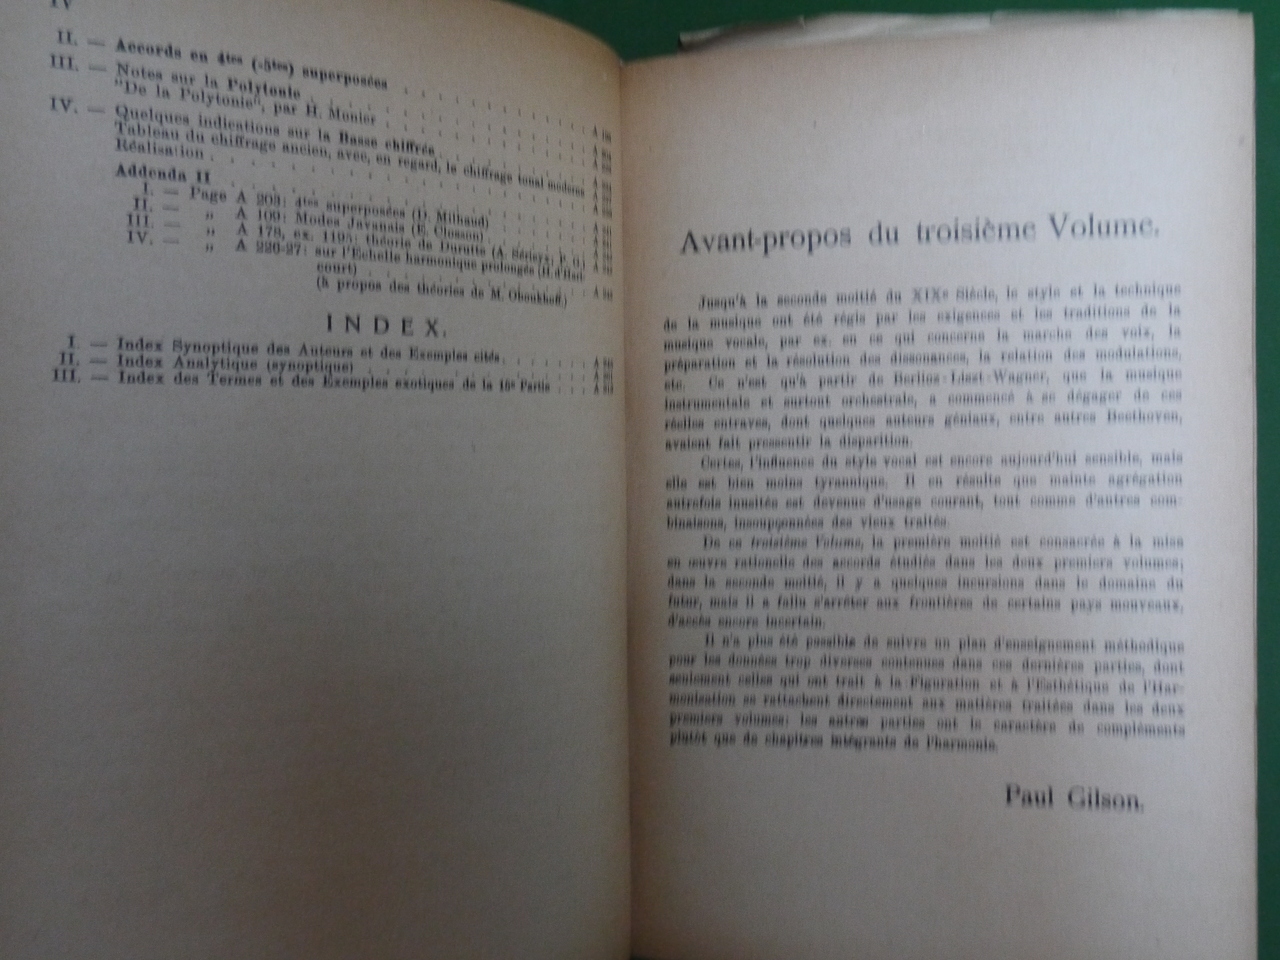 IV
II. — Accords en 4tes (-5tes) superposées
III. — Notes sur la Polytonie
"De la Polytonie", par H. Monier
IV. — Quelques indications sur la Basse chiffrée
Tableau du chiffrage ancien, avec, en regard, le chiffrage tonal moderne
Réalisation
Addenda II
I. — Page A 203: 4tes superposées (D. Milhaud)
II. — „ A 109: Modes Javanais (E. Closson)
III. — „ A 178, ex. 1195: théorie de Durutte (A. Sérieyx; P. G.)
IV. — „ A 226-27: sur l'Echelle harmonique prolongée (H. d'Har-
court)
(à propos des théories de M. Oboukhoff)
INDEX.
I. — Index Synoptique des Auteurs et des Exemples cités
II. — Index Analytique (synoptique)
III. — Index des Termes et des Exemples exotiques de la 15e Partie
Avant-propos du troisième Volume.
Jusqu'à la seconde moitié du XIXe Siècle, le style et la technique
de la musique ont été régis par les exigences et les traditions de la
musique vocale, par ex. en ce qui concerne la marche des voix, la
préparation et la résolution des dissonances, la relation des modulations,
etc. Ce n'est qu'à partir de Berlioz-Liszt-Wagner, que la musique
instrumentale et surtout orchestrale, a commencé à se dégager de ces
réelles entraves, dont quelques auteurs géniaux, entre autres Beethoven,
avaient fait pressentir la disparition.
Certes, l'influence du style vocal est encore aujourd'hui sensible, mais
elle est bien moins tyrannique. Il en résulte que mainte agrégation
autrefois inusitée est devenue d'usage courant, tout comme d'autres com-
binaisons, insoupçonnées des vieux traités.
De ce troisième Volume, la première moitié est consacrée à la mise
en œuvre rationelle des accords étudiés dans les deux premiers volumes;
dans la seconde moitié, il y a quelques incursions dans le domaine du
futur, mais il a fallu s'arrêter aux frontières de certains pays nouveaux,
d'accès encore incertain.
Il n'a plus été possible de suivre un plan d'enseignement méthodique
pour les données trop diverses contenues dans ces dernières parties, dont
seulement celles qui ont trait à la Figuration et à l'Esthétique de l'Har-
monisation se rattachent directement aux matières traitées dans les deux
premiers volumes; les autres parties ont le caractère de compléments
plutôt que de chapitres intégrants de l'harmonie.
Paul Gilson.